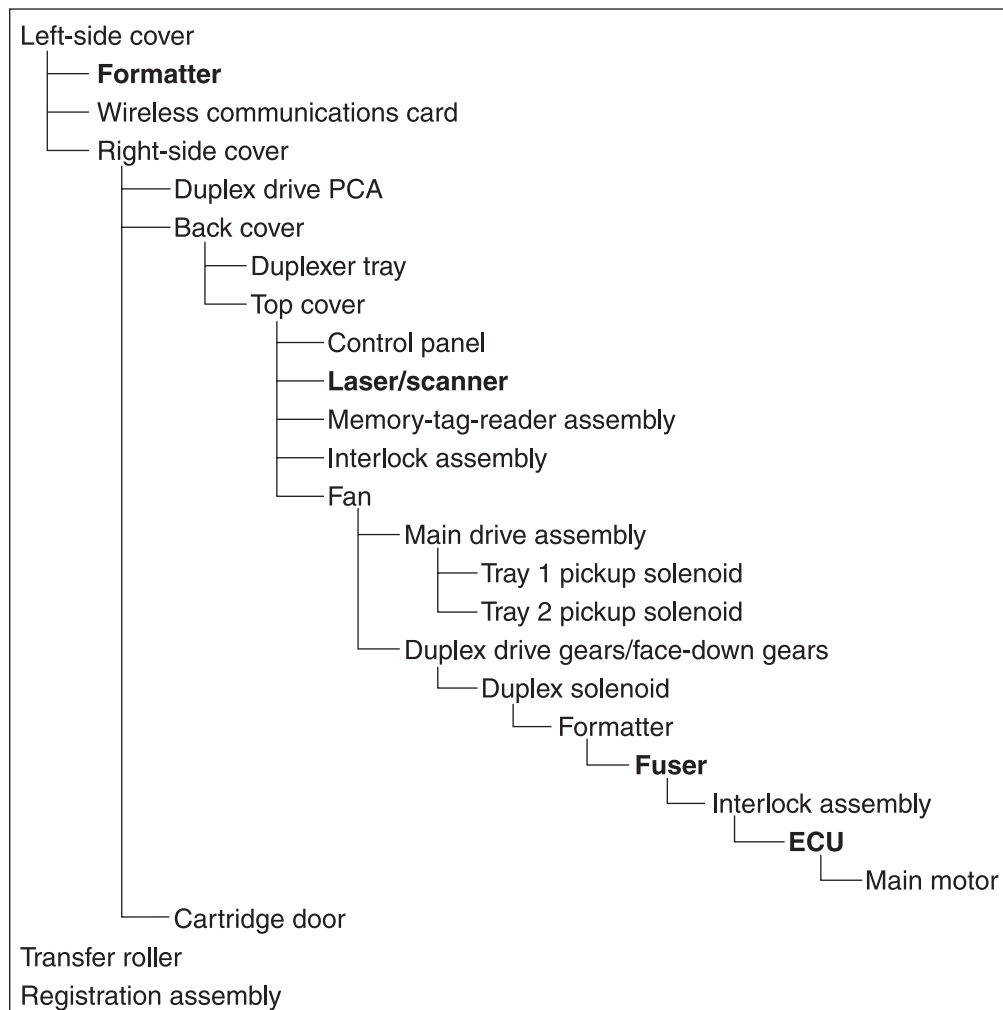 Left-side cover
Formatter
Wireless communications card
Right-side cover
Duplex drive PCA
Back cover
Duplexer tray
Top cover
Control panel
Laser/scanner
Memory-tag-reader assembly
Interlock assembly
Fan
Main drive assembly
Tray 1 pickup solenoid
Tray 2 pickup solenoid
Duplex drive gears/face-down gears
Duplex solenoid
Formatter
Fuser
Interlock assembly
ECU
Main motor
Cartridge door
Transfer roller
Registration assembly